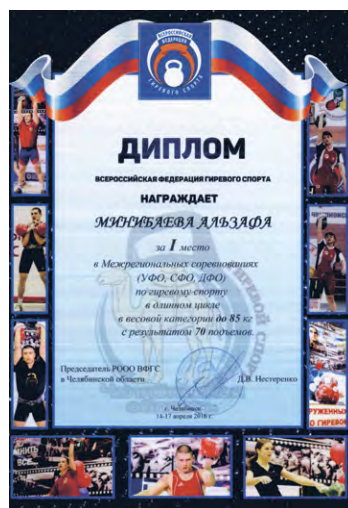 ВСЕРОССИЙСКАЯ
ФЕДЕРАЦИЯ
ГИРЕВОГО СПОРТА
ДИПЛОМ
ВСЕРОССИЙСКАЯ ФЕДЕРАЦИЯ ГИРЕВОГО СПОРТА
НАГРАЖДАЕТ
МИНИБАЕВА АЛЬЗАФА
за I место
в Межрегиональных соревнованиях
(УФО, СФО, ДФО)
по гиревому спорту
в длинном цикле
в весовой категории до 85 кг
с результатом 70 подъемов.
Председатель РООО ВФГС
в Челябинской области
Д.В. Нестеренко
г. Челябинск
14-17 апреля 2016 г.